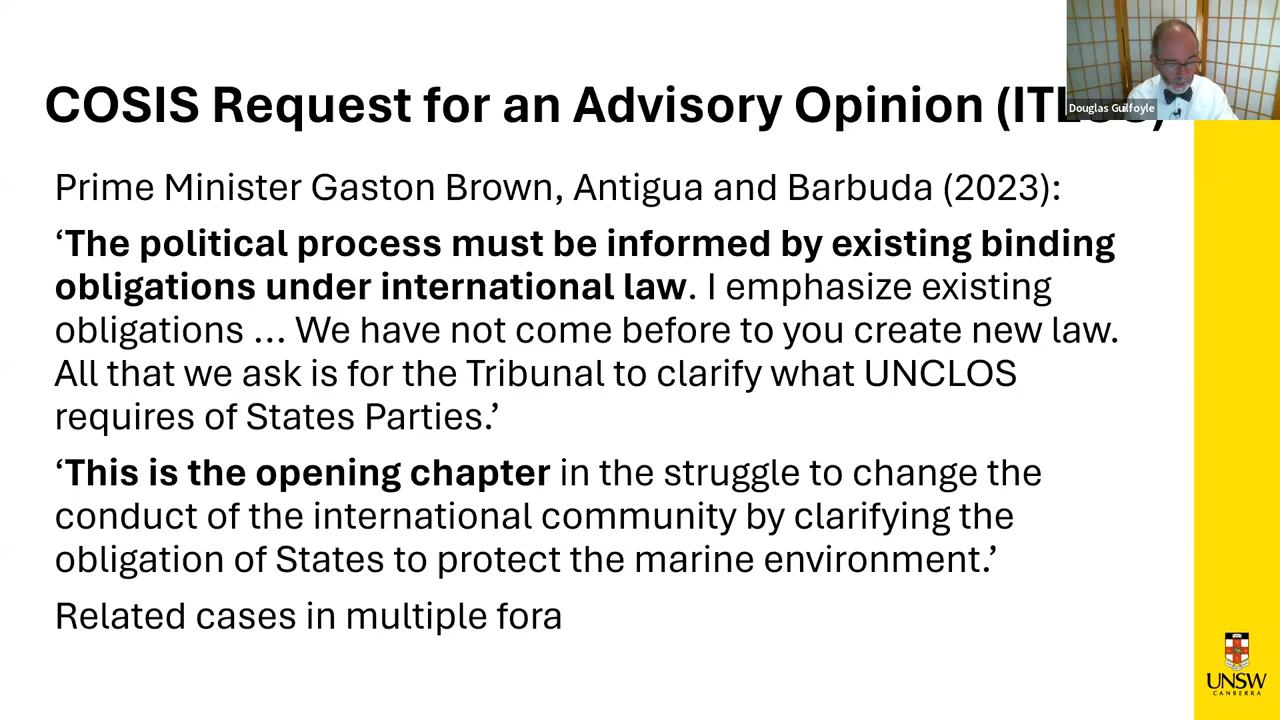 COSIS Request for an Advisory Opinion (ITLOS)
Douglas Guilfoyle
Prime Minister Gaston Brown, Antigua and Barbuda (2023):
‘The political process must be informed by existing binding
obligations under international law. I emphasize existing
obligations … We have not come before to you create new law.
All that we ask is for the Tribunal to clarify what UNCLOS
requires of States Parties.’
‘This is the opening chapter in the struggle to change the
conduct of the international community by clarifying the
obligation of States to protect the marine environment.’
Related cases in multiple fora
UNSW
CANBERRA